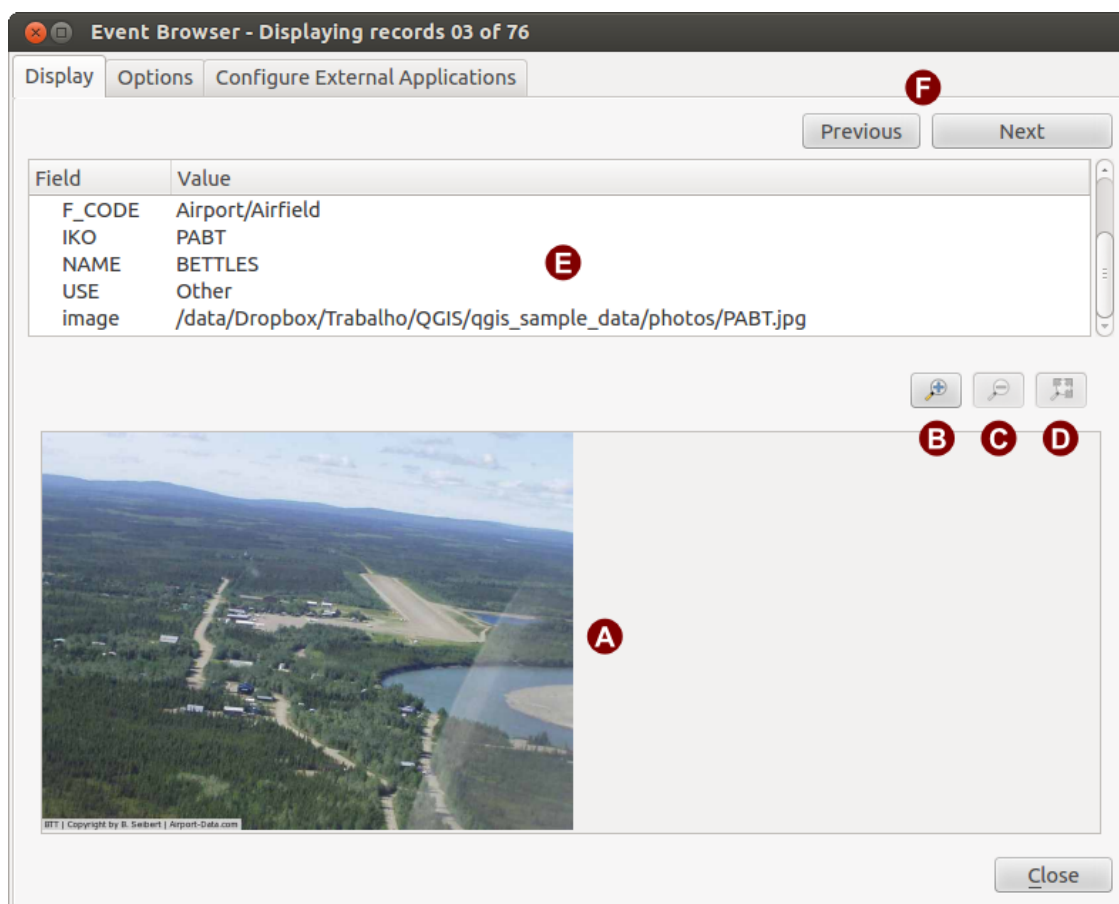 Event Browser - Displaying records 03 of 76
Display Options Configure External Applications
F
Previous Next
Field Value
F_CODE Airport/Airfield
IKO PABT
NAME BETTLES
E
USE Other
image /data/Dropbox/Trabalho/QGIS/qgis_sample_data/photos/PABT.jpg
B C D
A
BTT | Copyright by B. Seibert | Airport-Data.com
Close